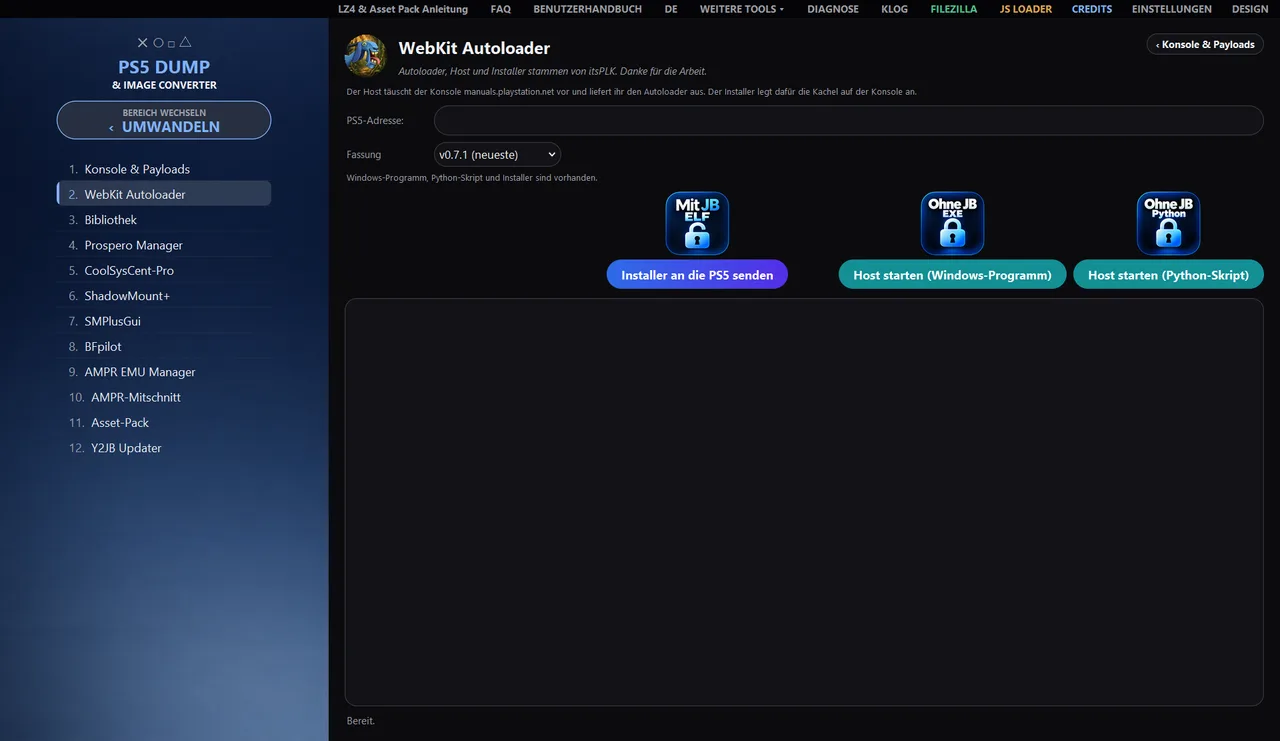 LZ4 & Asset Pack Anleitung FAQ BENUTZERHANDBUCH DE WEITERE TOOLS DIAGNOSE KLOG FILEZILLA JS LOADER CREDITS EINSTELLUNGEN DESIGN
PS5 DUMP
& IMAGE CONVERTER
BEREICH WECHSELN
‹ UMWANDELN
1. Konsole & Payloads
2. WebKit Autoloader
3. Bibliothek
4. Prospero Manager
5. CoolSysCent-Pro
6. ShadowMount+
7. SMPlusGui
8. BFpilot
9. AMPR EMU Manager
10. AMPR-Mitschnitt
11. Asset-Pack
12. Y2JB Updater
WebKit Autoloader
‹ Konsole & Payloads
Autoloader, Host und Installer stammen von itsPLK. Danke für die Arbeit.
Der Host täuscht der Konsole manuals.playstation.net vor und liefert ihr den Autoloader aus. Der Installer legt dafür die Kachel auf der Konsole an.
PS5-Adresse:
Fassung
v0.7.1 (neueste)
Windows-Programm, Python-Skript und Installer sind vorhanden.
Mit JB
ELF
Installer an die PS5 senden
Ohne JB
EXE
Host starten (Windows-Programm)
Ohne JB
Python
Host starten (Python-Skript)
Bereit.